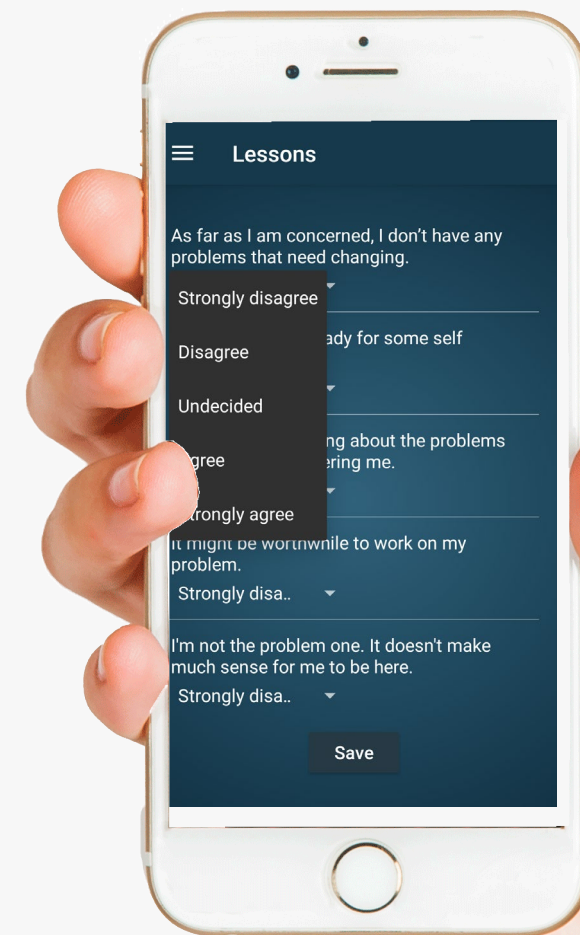 Lessons
As far as I am concerned, I don’t have any
problems that need changing.
Strongly disagree
ady for some self
Disagree
Undecided
ng about the problems
gree
ering me.
trongly agree
It might be worthwhile to work on my
problem.
Strongly disa..
I'm not the problem one. It doesn't make
much sense for me to be here.
Strongly disa..
Save